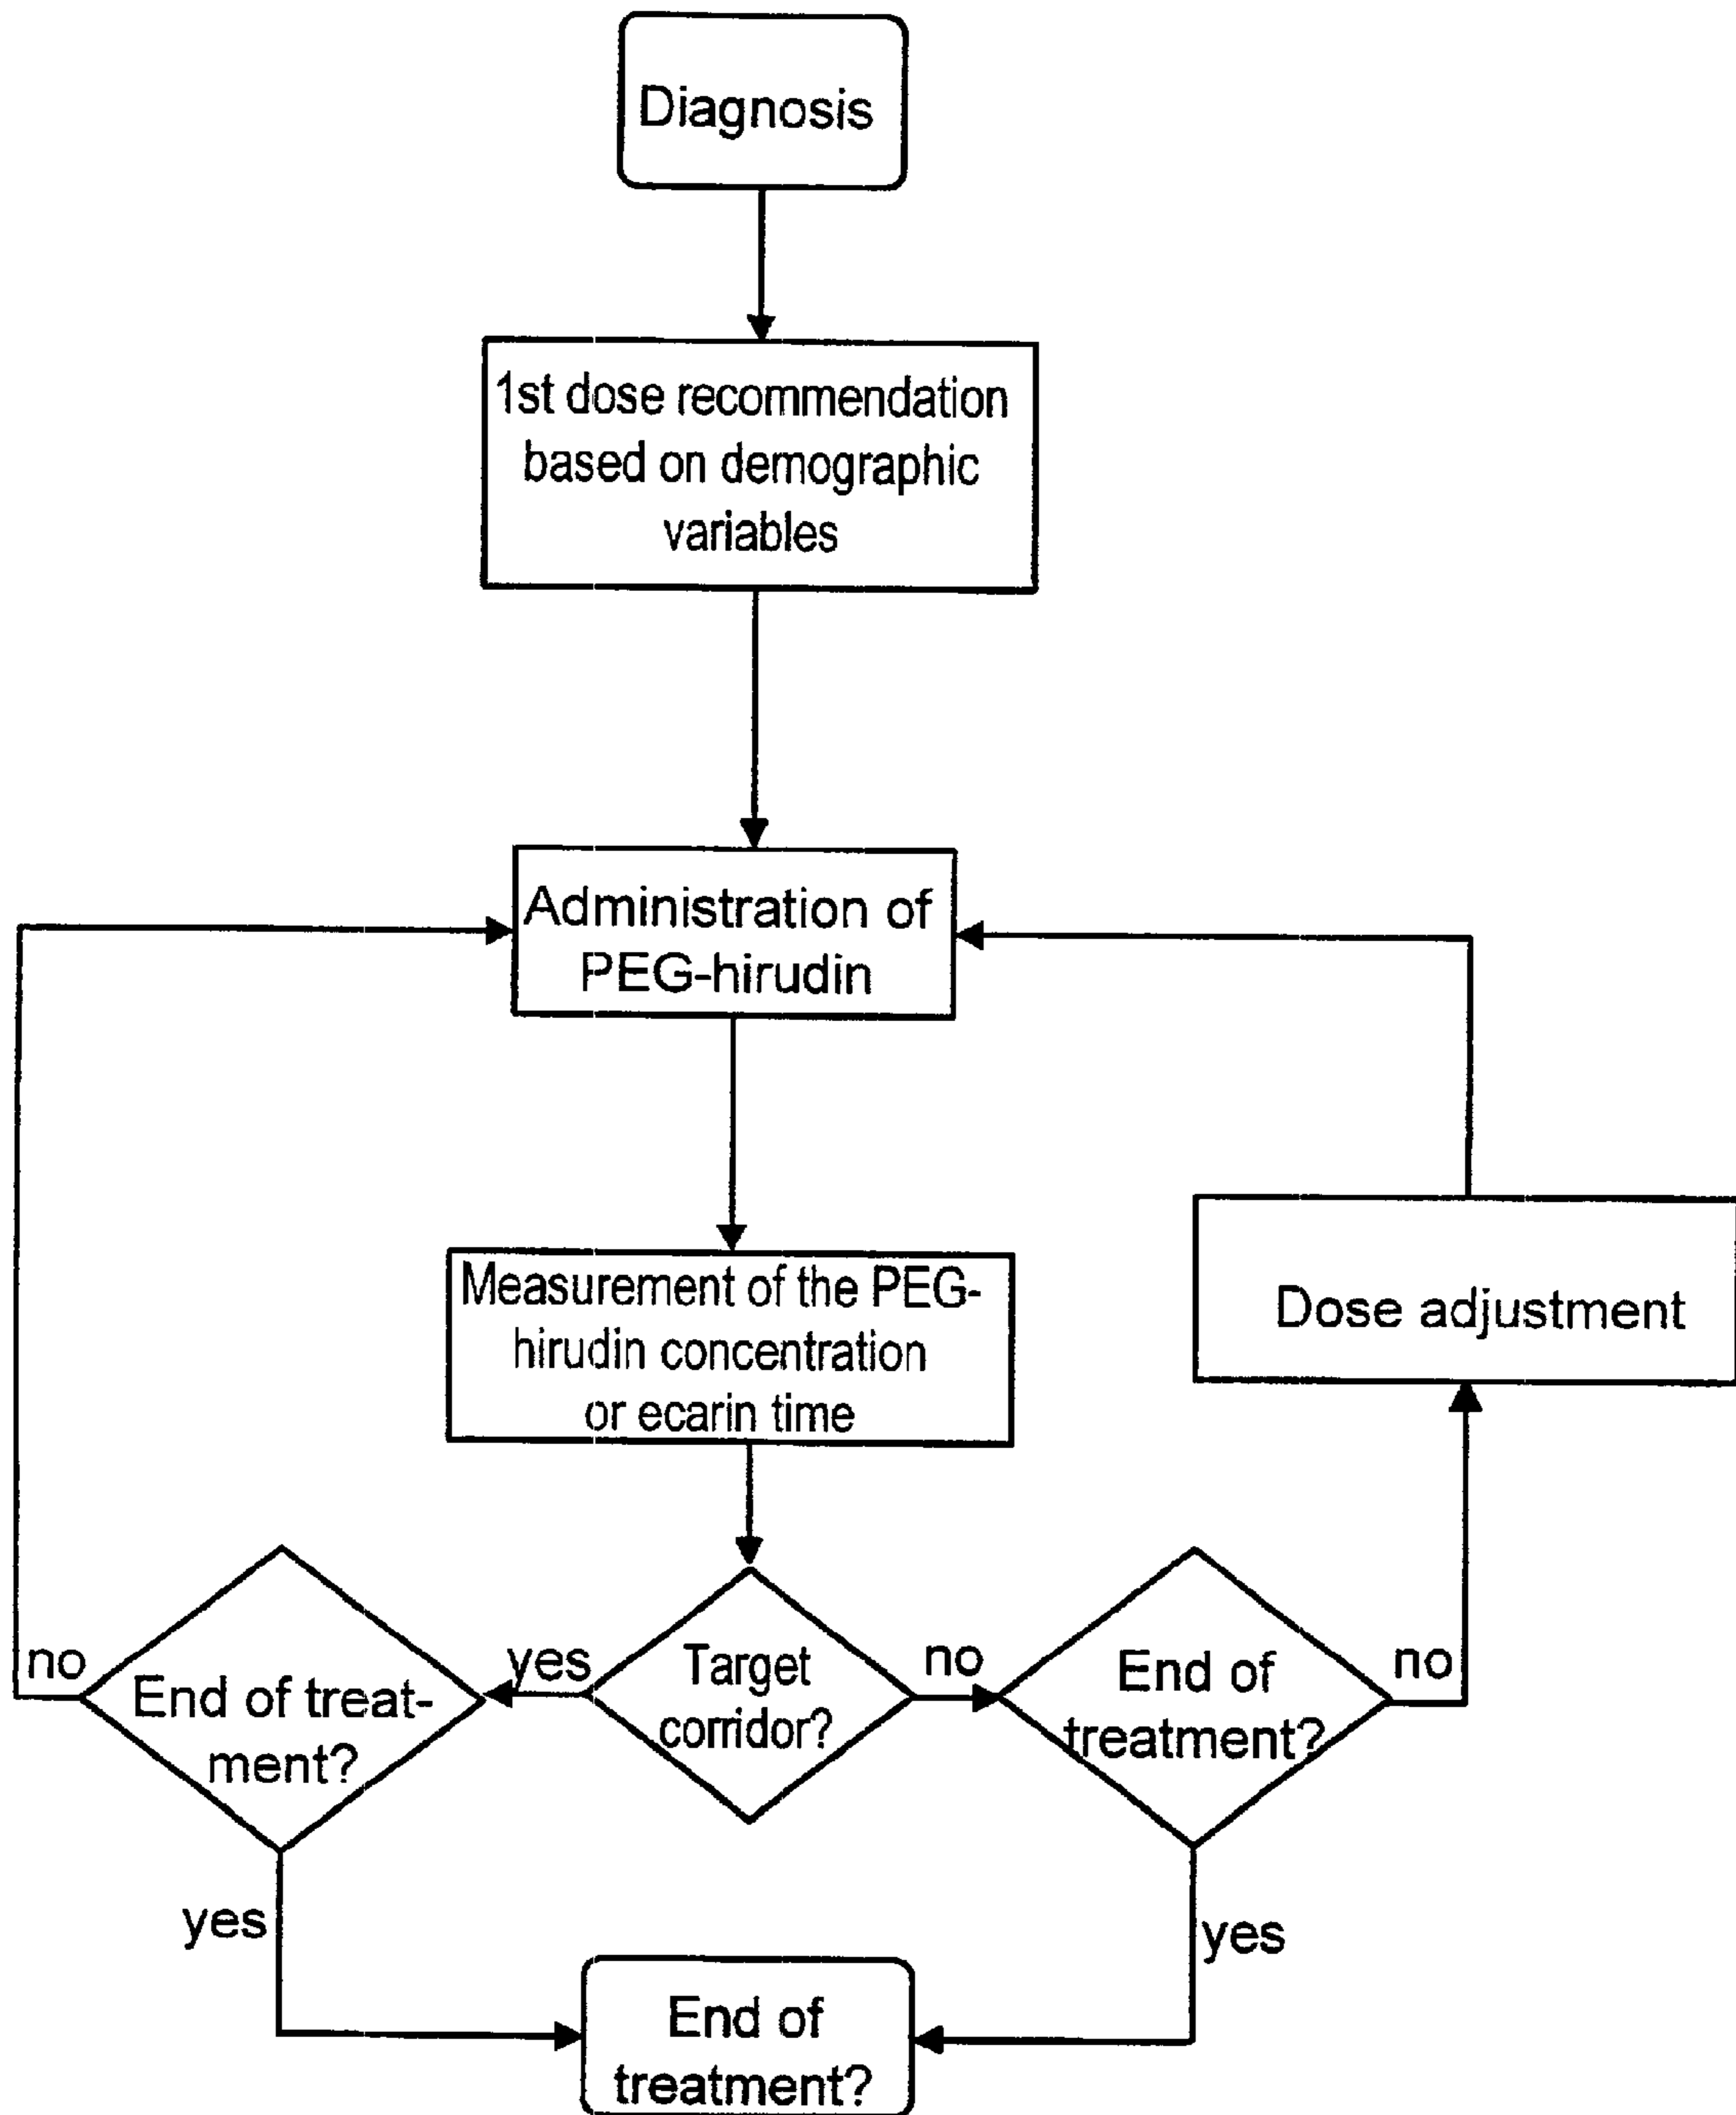 Diagnosis
1st dose recommendation
based on demographic
variables
Administration of
PEG-hirudin
Measurement of the PEG-
hirudin concentration
or ecarin time
Dose adjustment
no
End of treat-
ment?
yes
Target
corridor?
no
End of
treatment?
no
yes
yes
End of
treatment?